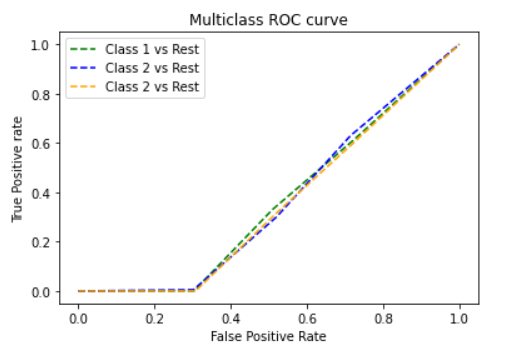 Multiclass ROC curve
Class 1 vs Rest
Class 2 vs Rest
Class 2 vs Rest
1.0
0.8
0.6
0.4
0.2
0.0
True Positive rate
0.0 0.2 0.4 0.6 0.8 1.0
False Positive Rate